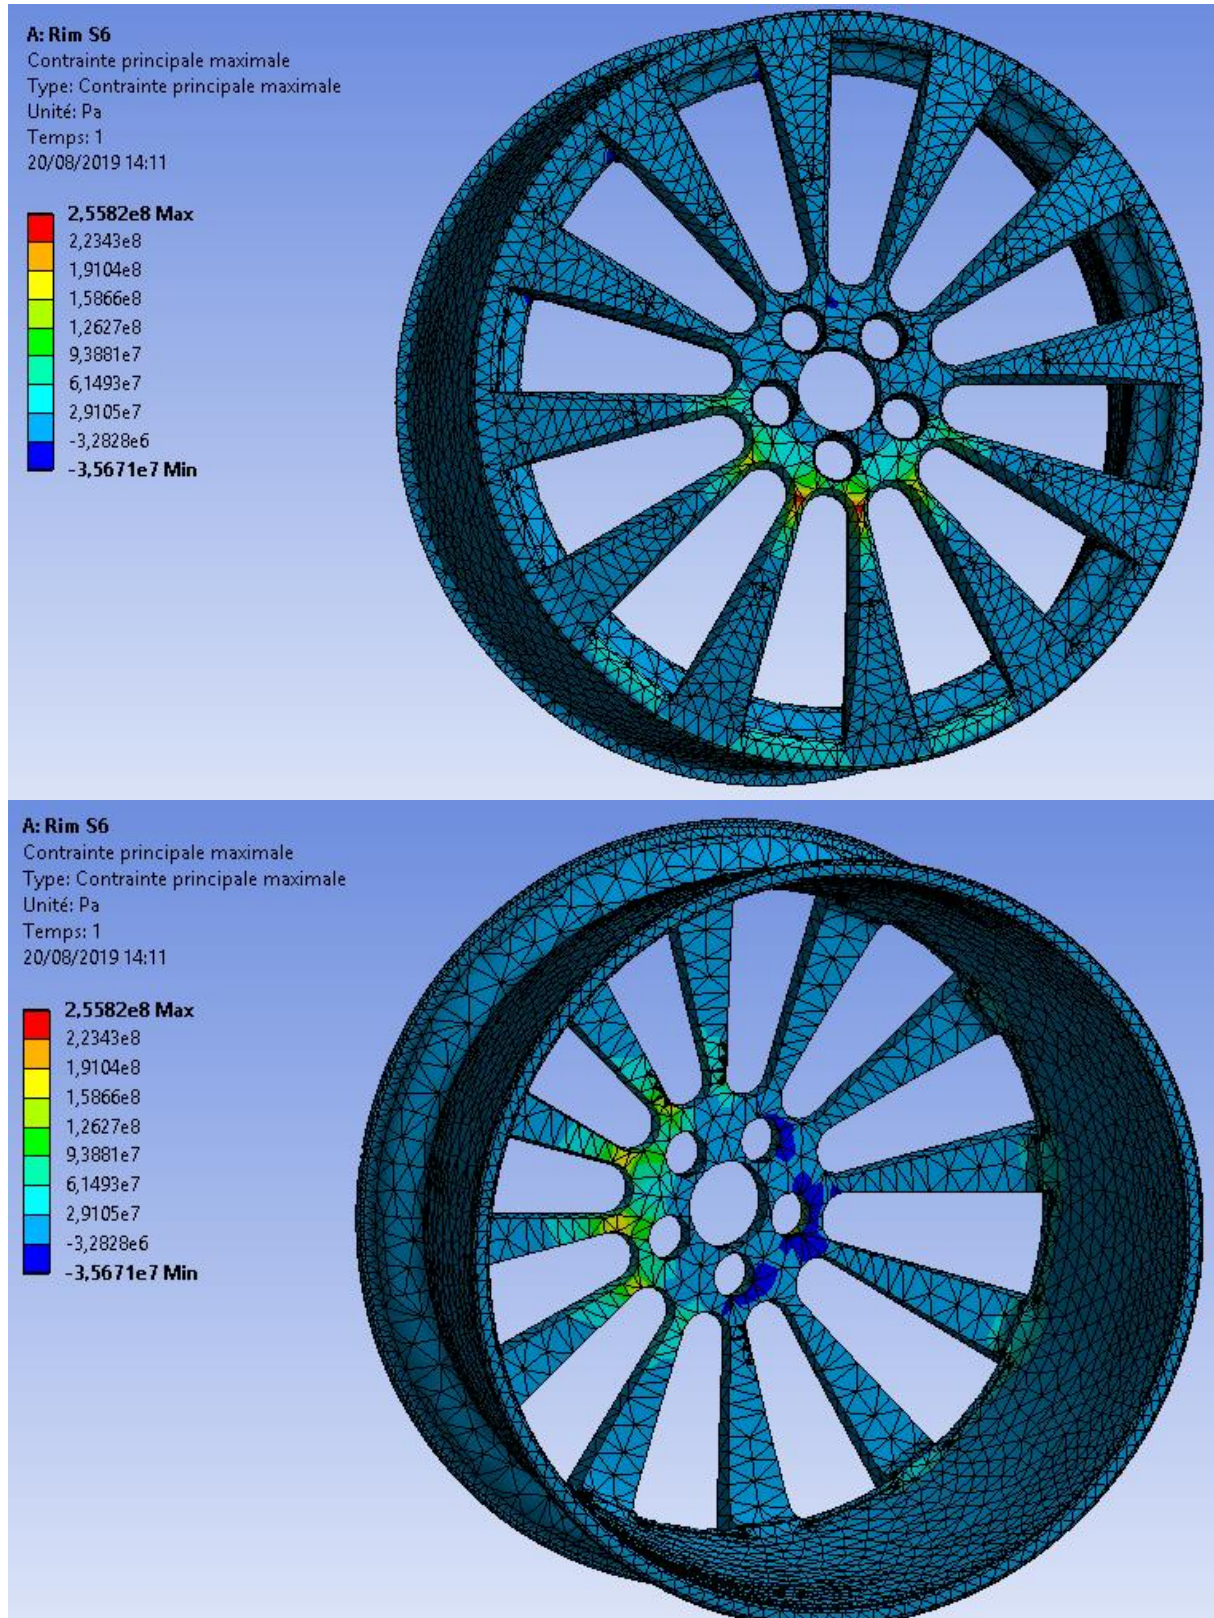 A: Rim S6
Contrainte principale maximale
Type: Contrainte principale maximale
Unité: Pa
Temps: 1
20/08/2019 14:11
2,5582e8 Max
2,2343e8
1,9104e8
1,5866e8
1,2627e8
9,3881e7
6,1493e7
2,9105e7
-3,2828e6
-3,5671e7 Min
A: Rim S6
Contrainte principale maximale
Type: Contrainte principale maximale
Unité: Pa
Temps: 1
20/08/2019 14:11
2,5582e8 Max
2,2343e8
1,9104e8
1,5866e8
1,2627e8
9,3881e7
6,1493e7
2,9105e7
-3,2828e6
-3,5671e7 Min